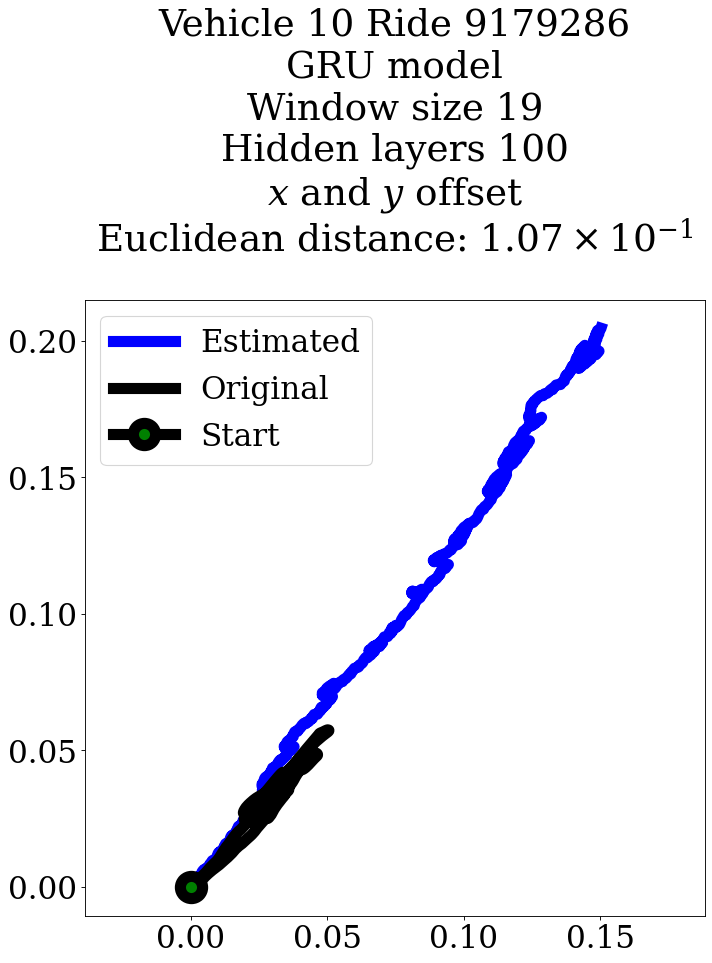 Vehicle 10 Ride 9179286
GRU model
Window size 19
Hidden layers 100
x and y offset
Euclidean distance: 1.07 × 10⁻¹
Estimated
Original
Start
0.20
0.15
0.10
0.05
0.00
0.00 0.05 0.10 0.15